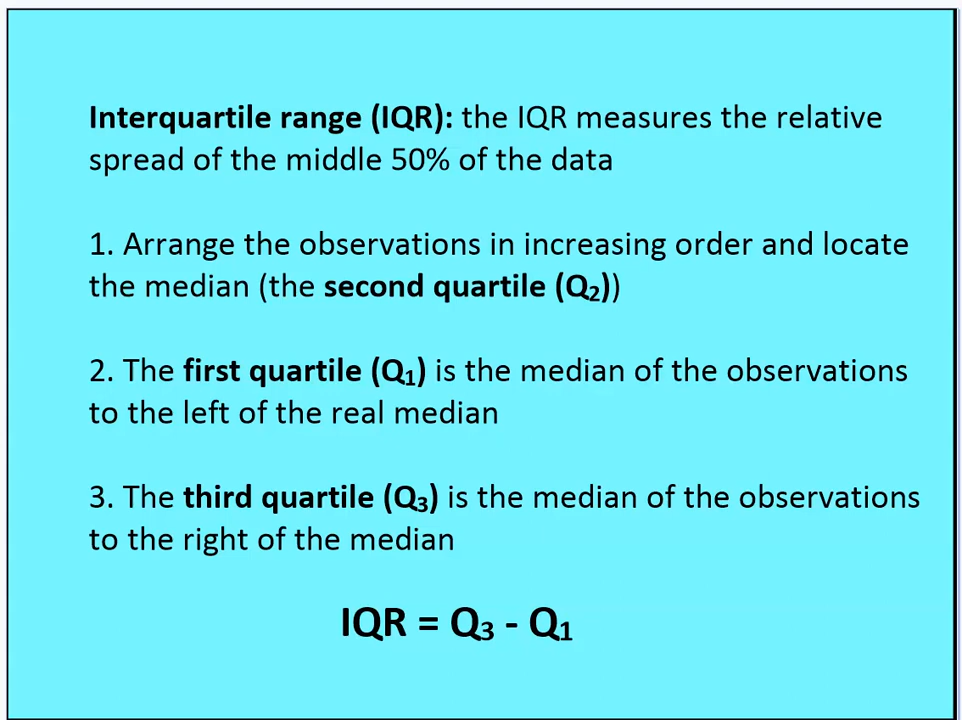 Interquartile range (IQR): the IQR measures the relative
spread of the middle 50% of the data
1. Arrange the observations in increasing order and locate
the median (the second quartile (Q₂))
2. The first quartile (Q₁) is the median of the observations
to the left of the real median
3. The third quartile (Q₃) is the median of the observations
to the right of the median
IQR = Q₃ - Q₁